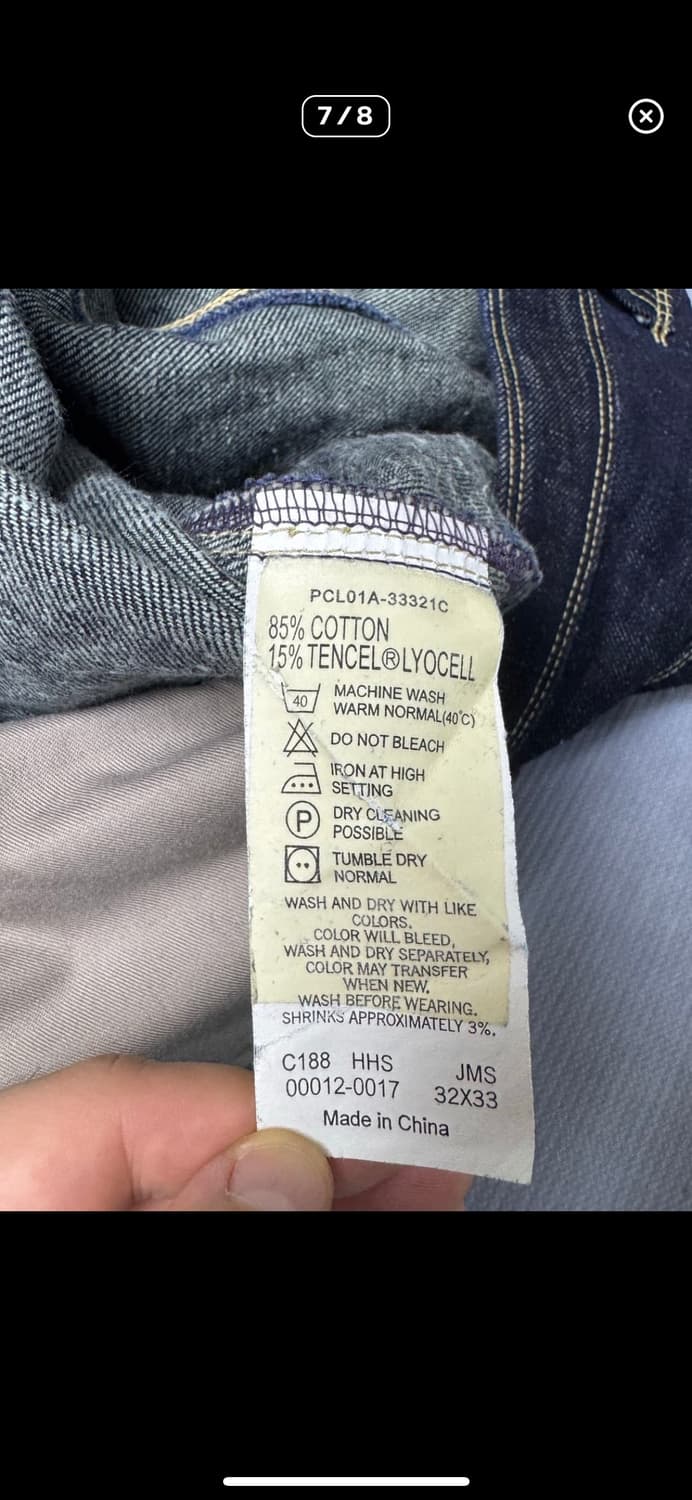 7/8
PCL01A-33321C
85% COTTON
15% TENCEL®LYOCELL
40
MACHINE WASH
WARM NORMAL(40°C)
DO NOT BLEACH
IRON AT HIGH
SETTING
P
DRY CLEANING
POSSIBLE
TUMBLE DRY
NORMAL
WASH AND DRY WITH LIKE
COLORS.
COLOR WILL BLEED,
WASH AND DRY SEPARATELY,
COLOR MAY TRANSFER
WHEN NEW.
WASH BEFORE WEARING.
SHRINKS APPROXIMATELY 3%.
C188 HHS JMS
00012-0017 32X33
Made in China